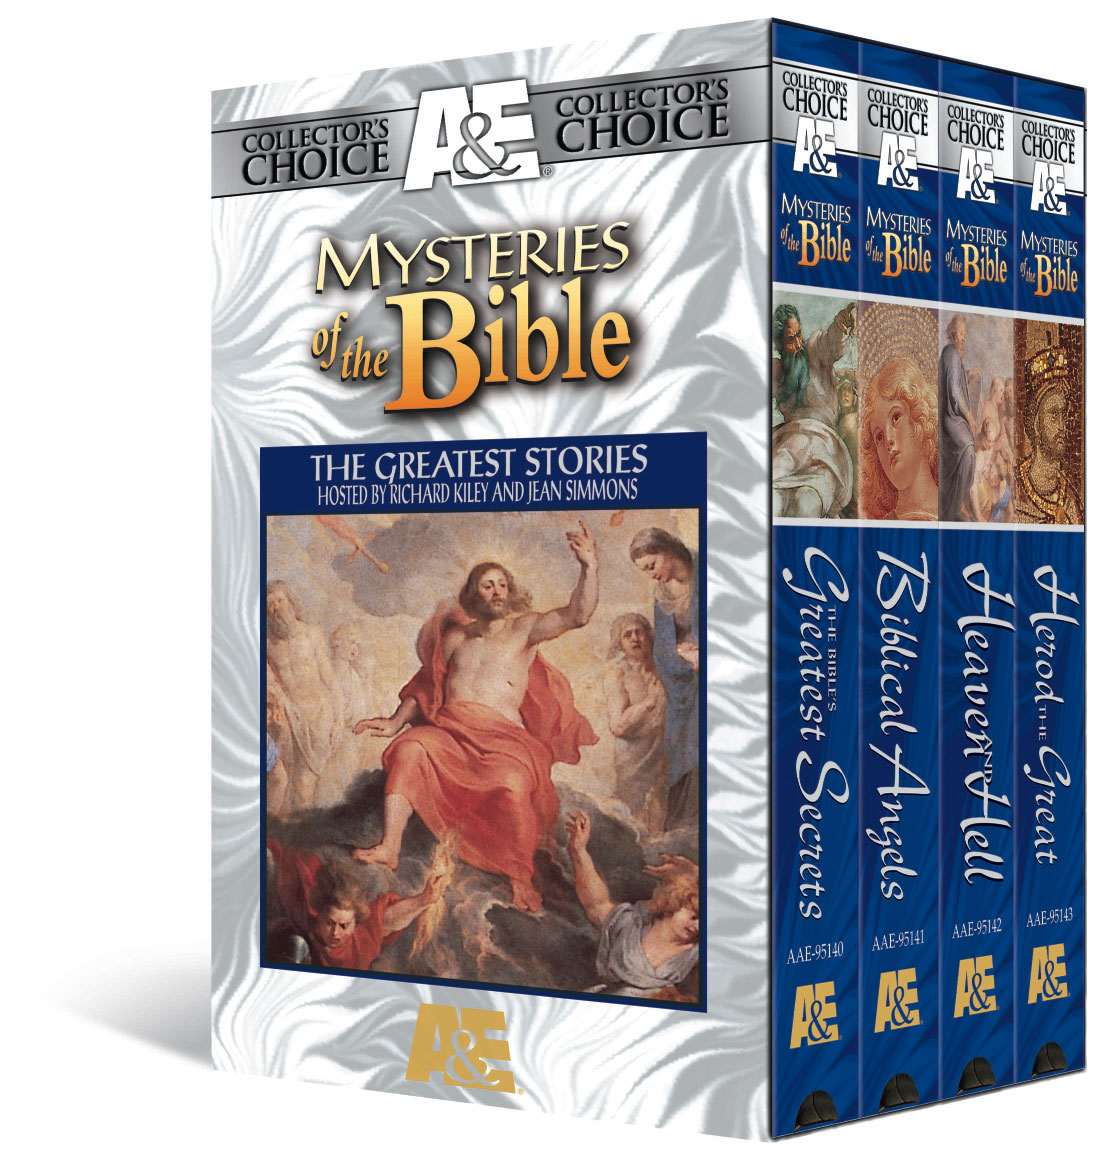 COLLECTOR'S
CHOICE
A&E®
COLLECTOR'S
CHOICE
MYSTERIES
of the Bible
THE GREATEST STORIES
HOSTED BY RICHARD KILEY AND JEAN SIMMONS
A&E®
COLLECTOR'S
CHOICE
A&E
MYSTERIES
of the Bible
THE BIBLE'S
Greatest Secrets
AAE-95140
A&E
COLLECTOR'S
CHOICE
A&E
MYSTERIES
of the Bible
Biblical Angels
AAE-95141
A&E
COLLECTOR'S
CHOICE
A&E
MYSTERIES
of the Bible
Heaven AND Hell
AAE-95142
A&E
COLLECTOR'S
CHOICE
A&E
MYSTERIES
of the Bible
Herod THE Great
AAE-95143
A&E